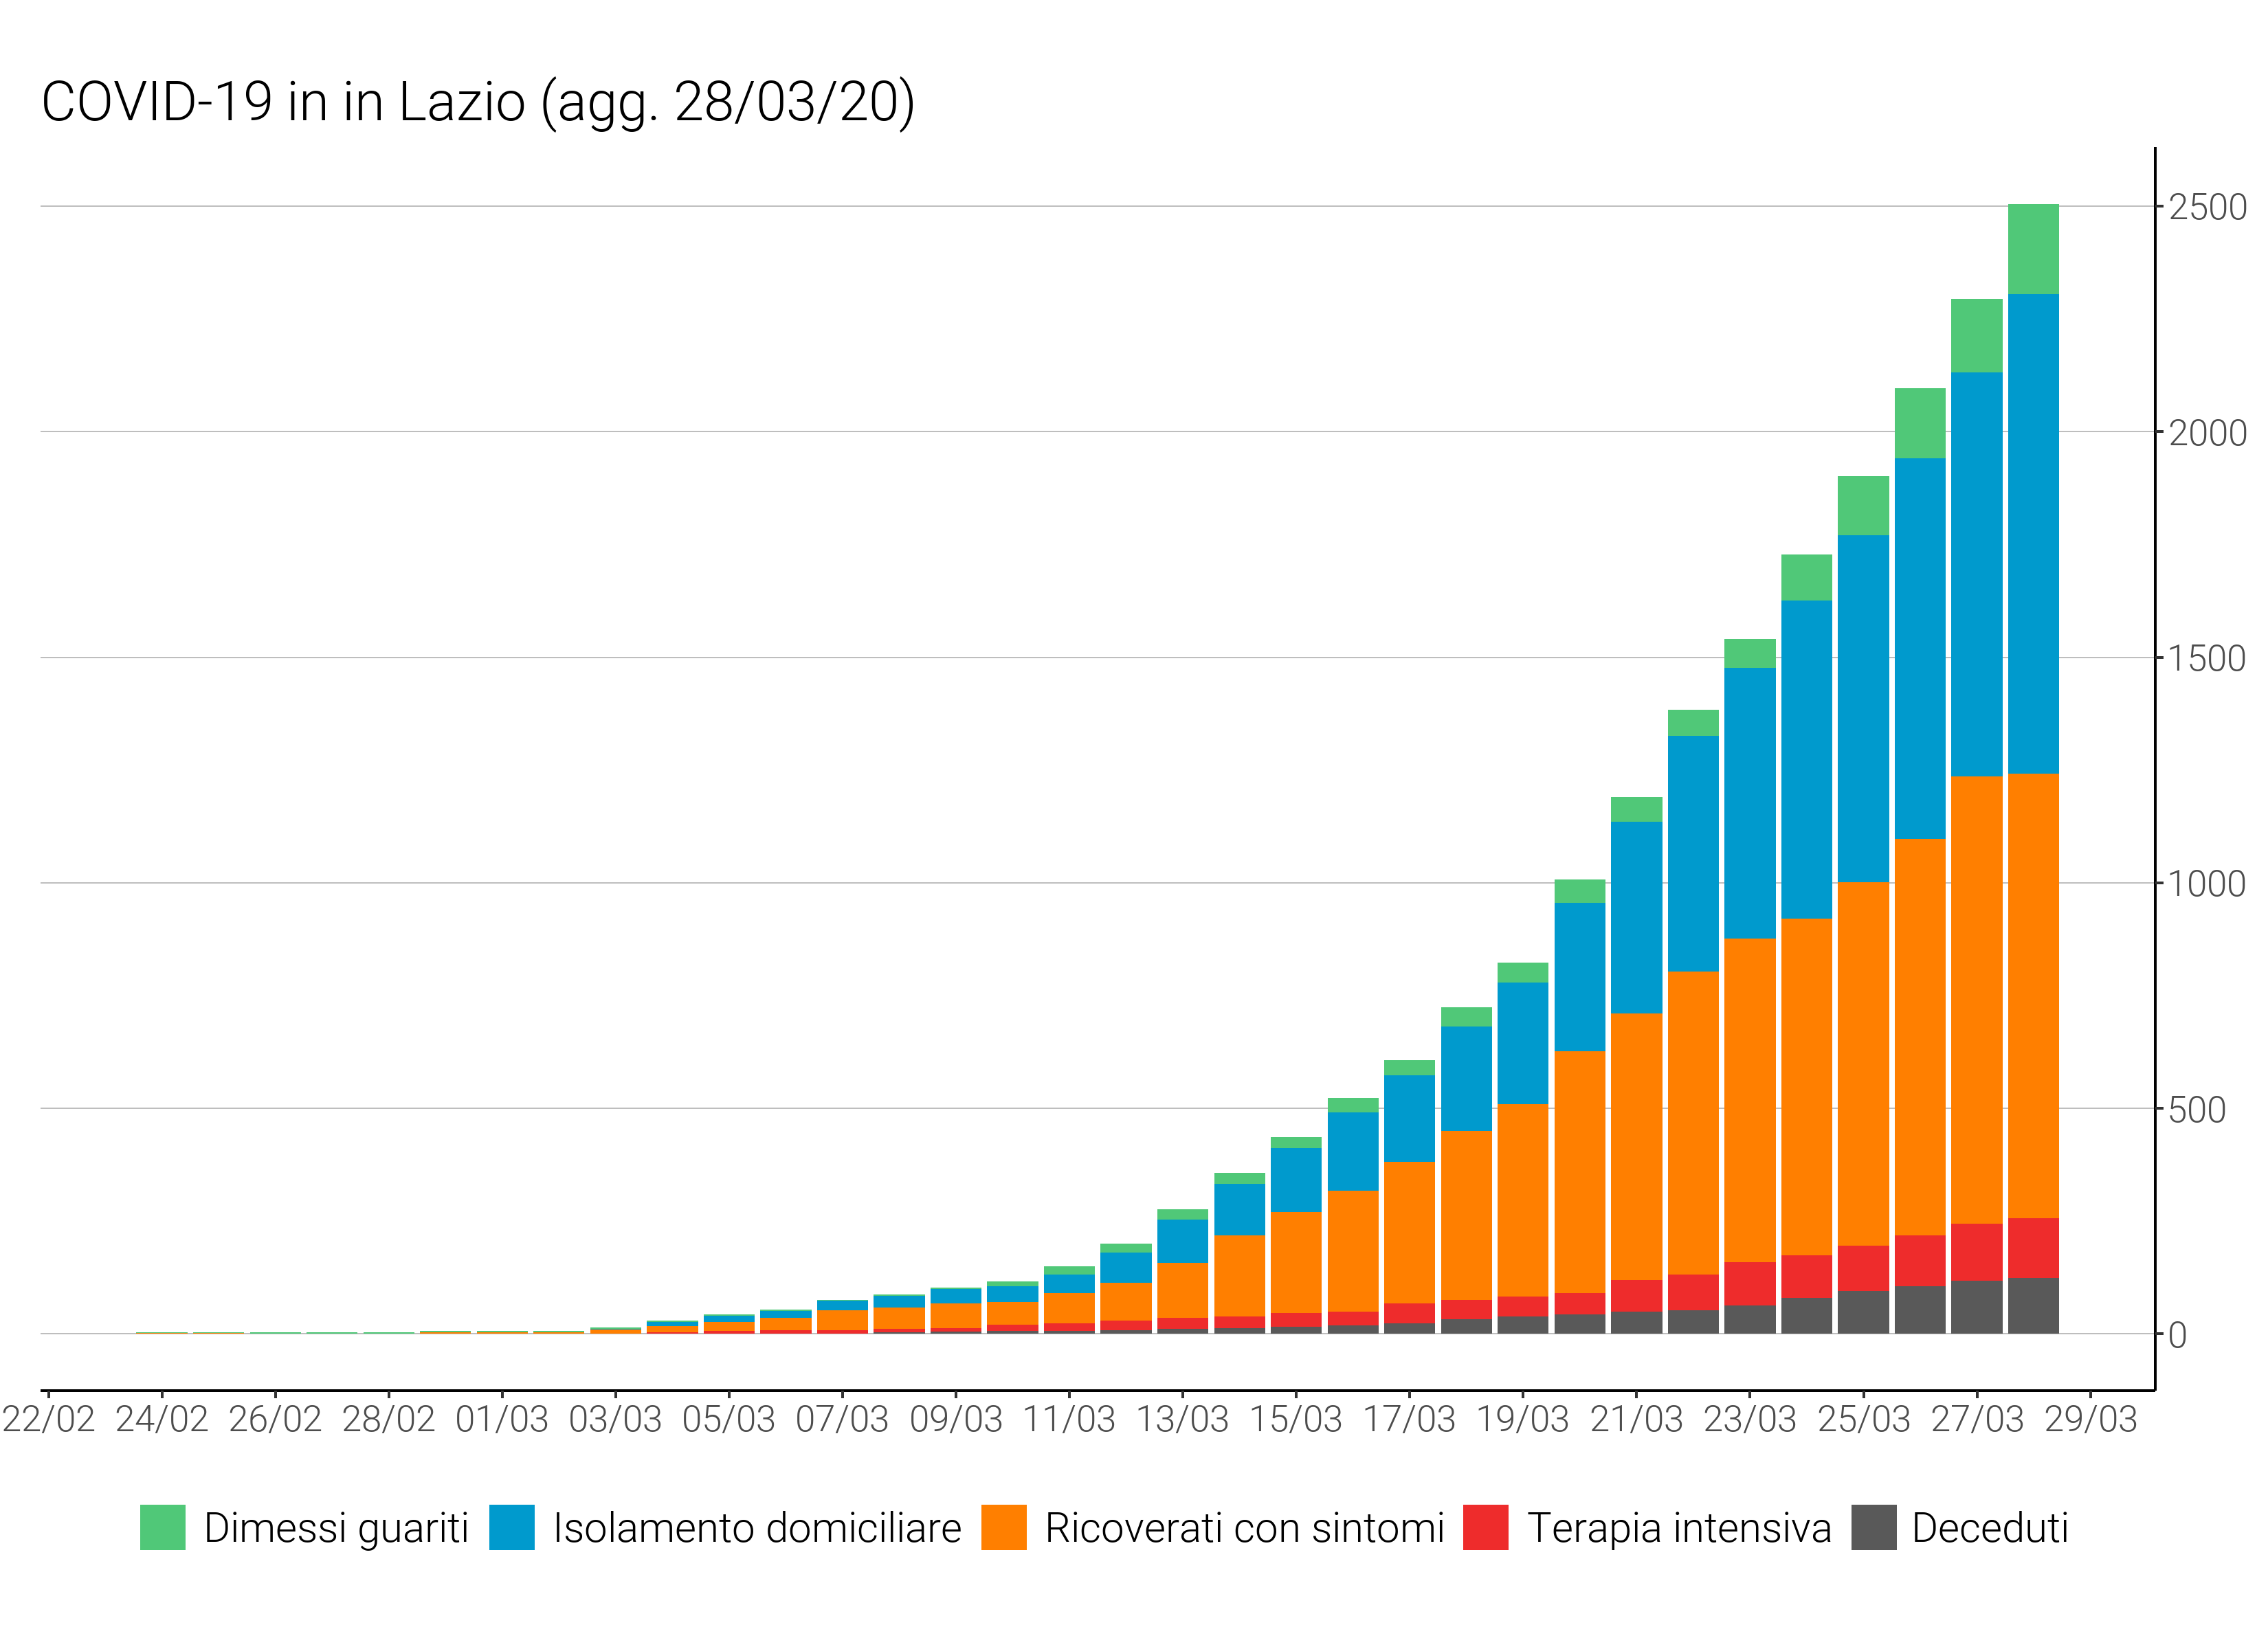 COVID-19 in in Lazio (agg. 28/03/20)
2500
2000
1500
1000
500
0
22/02 24/02 26/02 28/02 01/03 03/03 05/03 07/03 09/03 11/03 13/03 15/03 17/03 19/03 21/03 23/03 25/03 27/03 29/03
Dimessi guariti Isolamento domiciliare Ricoverati con sintomi Terapia intensiva Deceduti